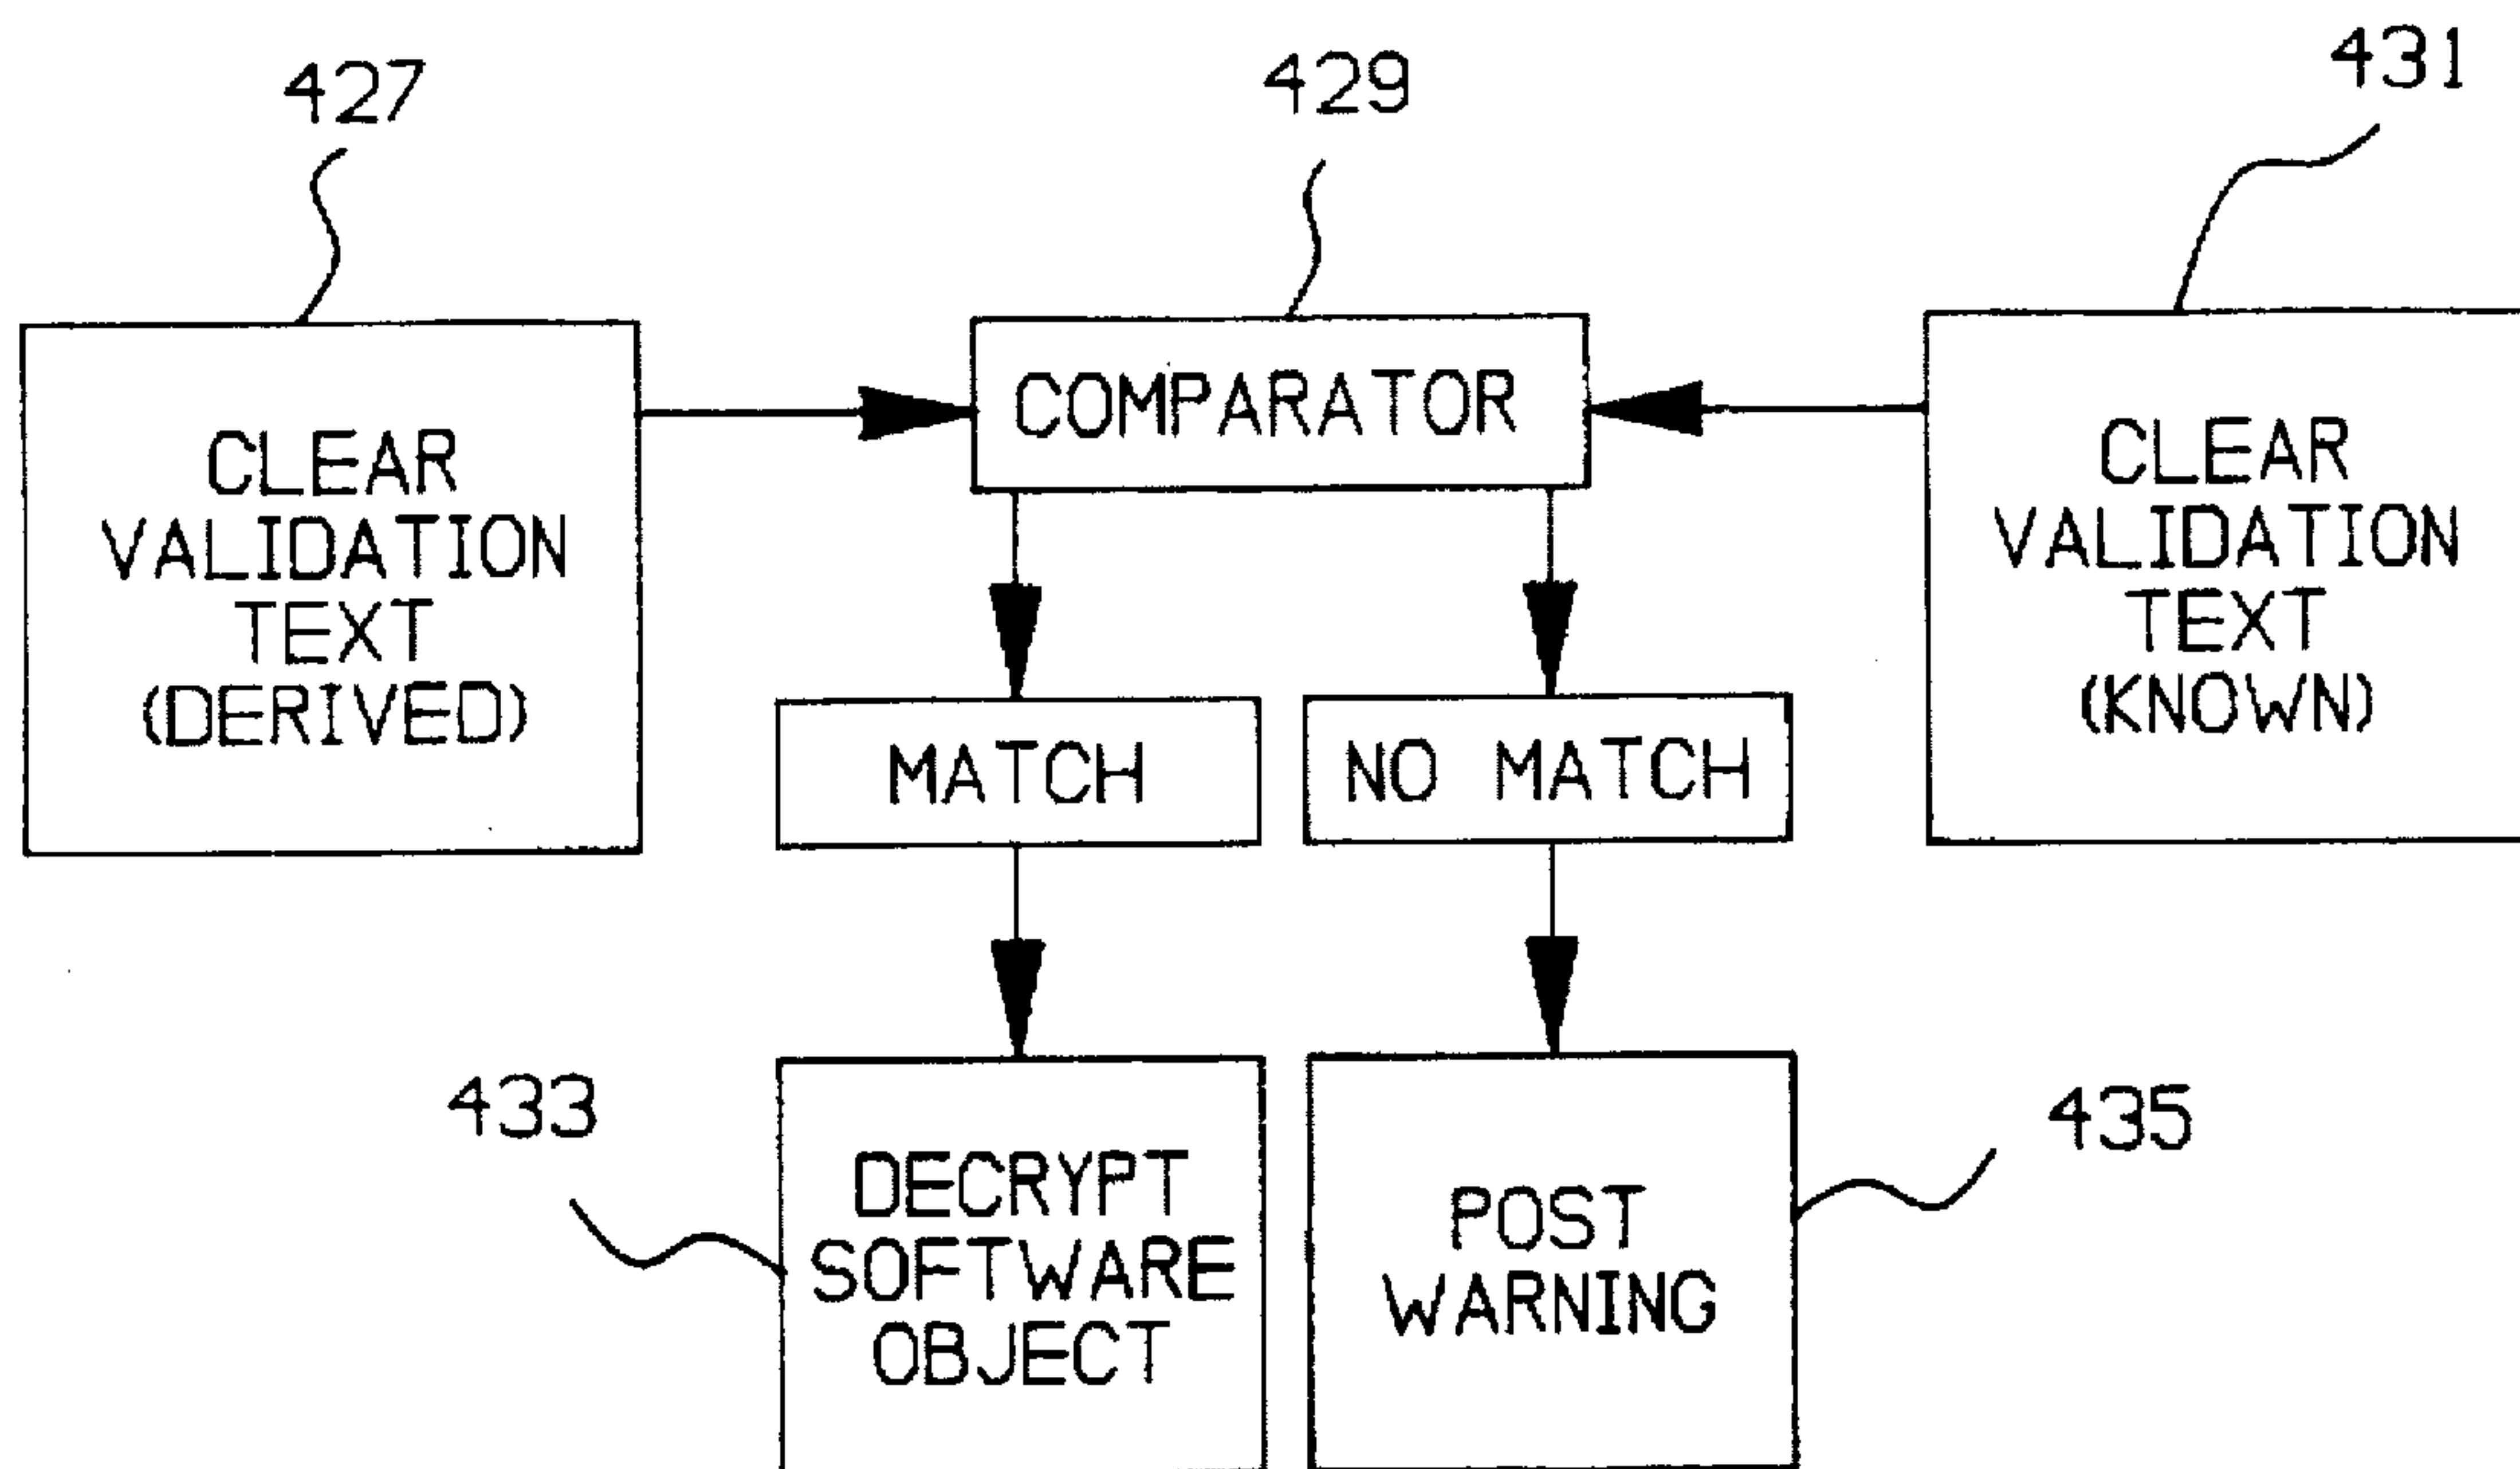 427
429
431
CLEAR
VALIDATION
TEXT
(DERIVED)
COMPARATOR
CLEAR
VALIDATION
TEXT
(KNOWN)
MATCH
NO MATCH
433
DECRYPT
SOFTWARE
OBJECT
POST
WARNING
435